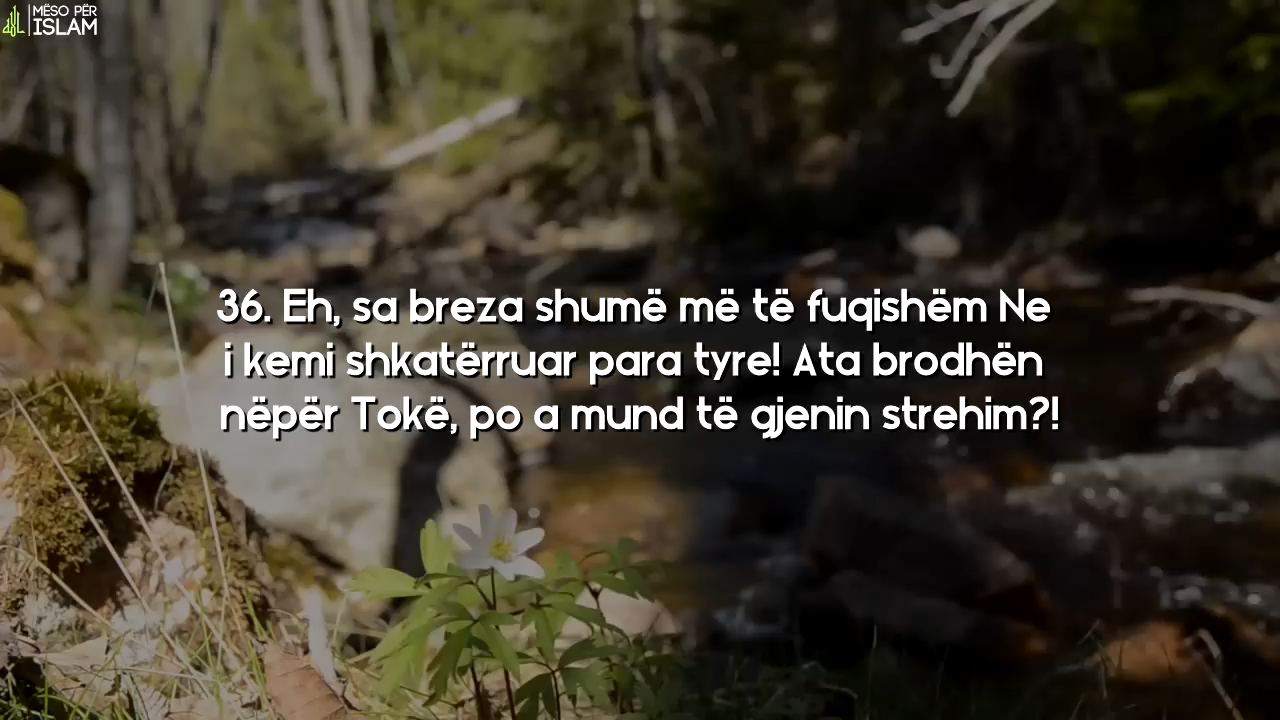 MËSO PËR
ISLAM
36. Eh, sa breza shumë më të fuqishëm Ne
i kemi shkatërruar para tyre! Ata brodhën
nëpër Tokë, po a mund të gjenin strehim?!